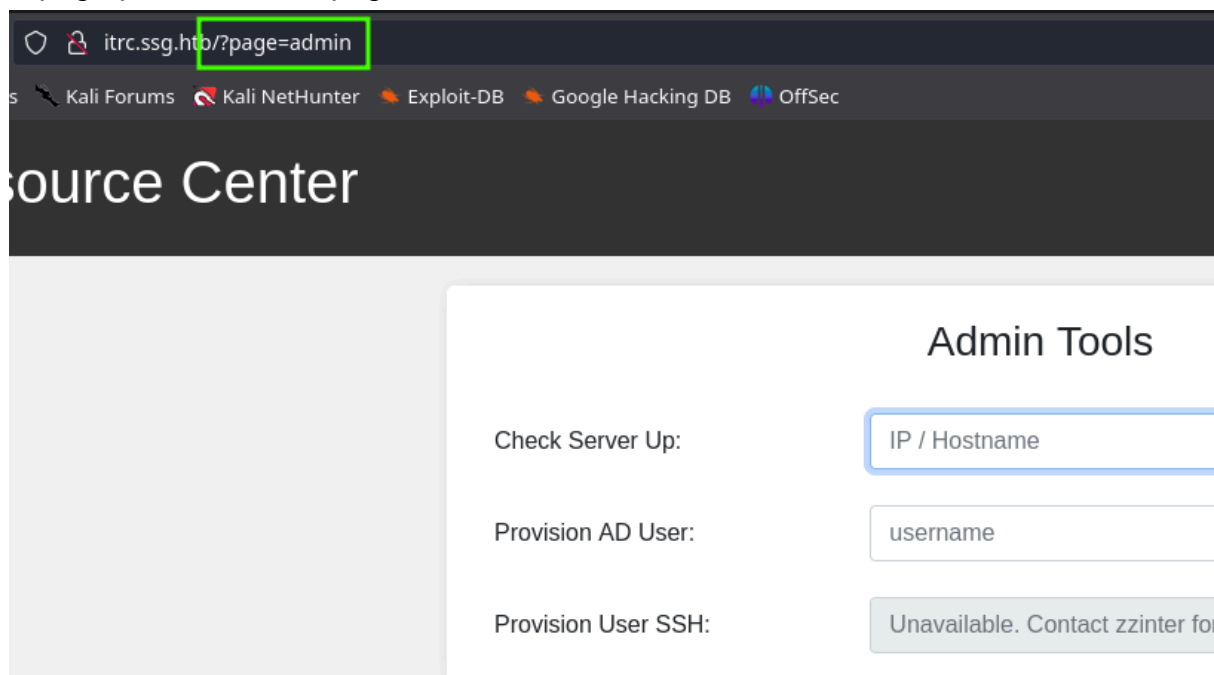 itrc.ssg.htb/?page=admin
s Kali Forums Kali NetHunter Exploit-DB Google Hacking DB OffSec
source Center
Admin Tools
Check Server Up: IP / Hostname
Provision AD User: username
Provision User SSH: Unavailable. Contact zzinter for